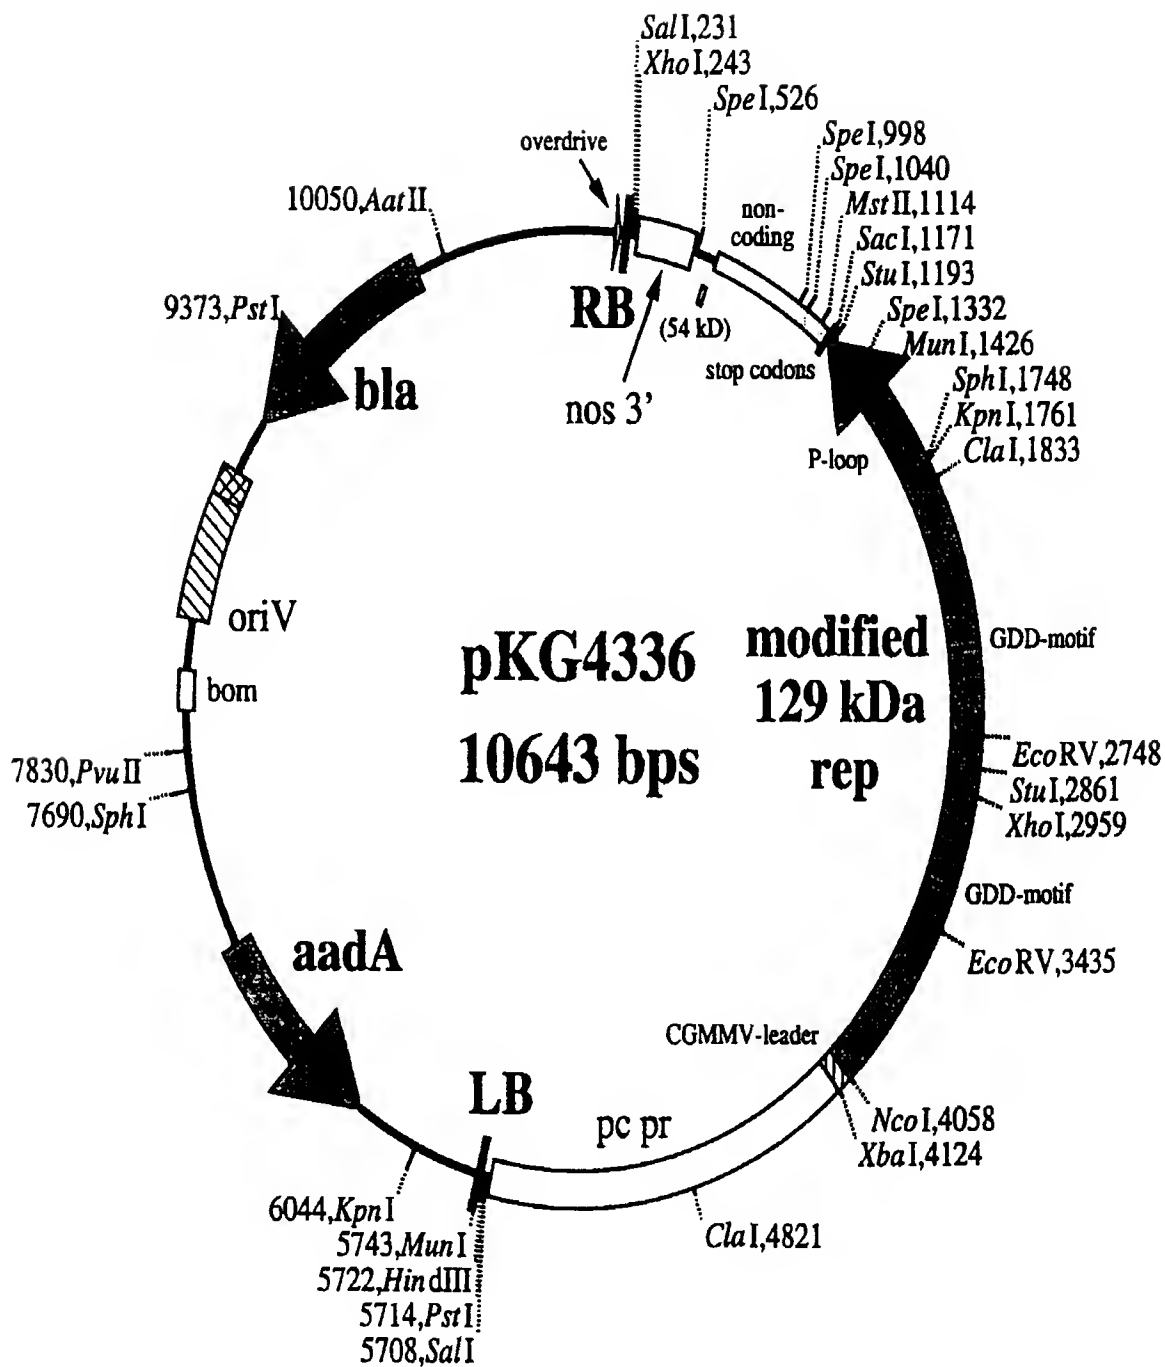 SalI,231
XhoI,243
SpeI,526
overdrive
SpeI,998
SpeI,1040
10050,AatII
non-
coding
MstII,1114
SacI,1171
StuI,1193
9373,PstI
RB
(54 kD)
SpeI,1332
MunI,1426
stop codons
bla
nos 3’
SphI,1748
KpnI,1761
P-loop
ClaI,1833
oriV
pKG4336
10643 bps
modified
129 kDa
rep
GDD-motif
bom
7830,PvuII
7690,SphI
EcoRV,2748
StuI,2861
XhoI,2959
GDD-motif
aadA
EcoRV,3435
CGMMV-leader
LB
pc pr
NcoI,4058
XbaI,4124
6044,KpnI
5743,MunI
5722,HindIII
5714,PstI
5708,SalI
ClaI,4821